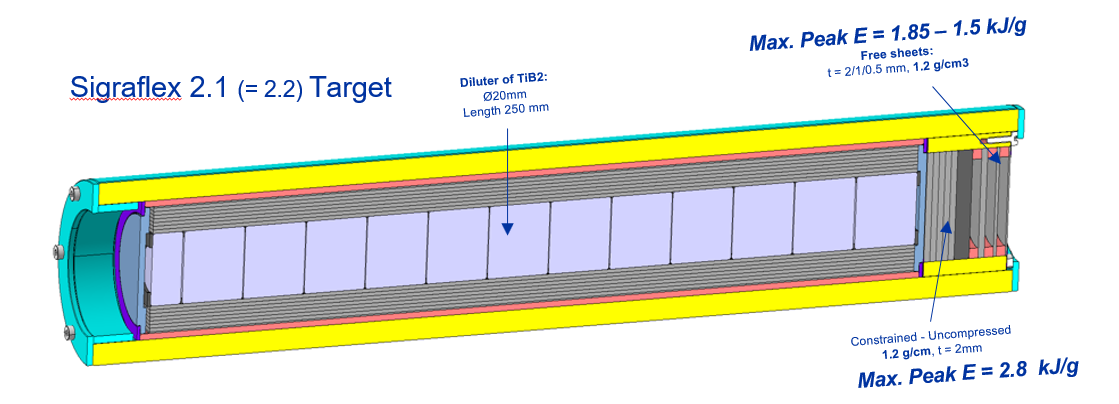 Max. Peak E = 1.85 – 1.5 kJ/g
Free sheets:
t = 2/1/0.5 mm, 1.2 g/cm3
Sigraflex 2.1 (= 2.2) Target
Diluter of TiB2:
Ø20mm
Length 250 mm
Constrained - Uncompressed
1.2 g/cm, t = 2mm
Max. Peak E = 2.8 kJ/g